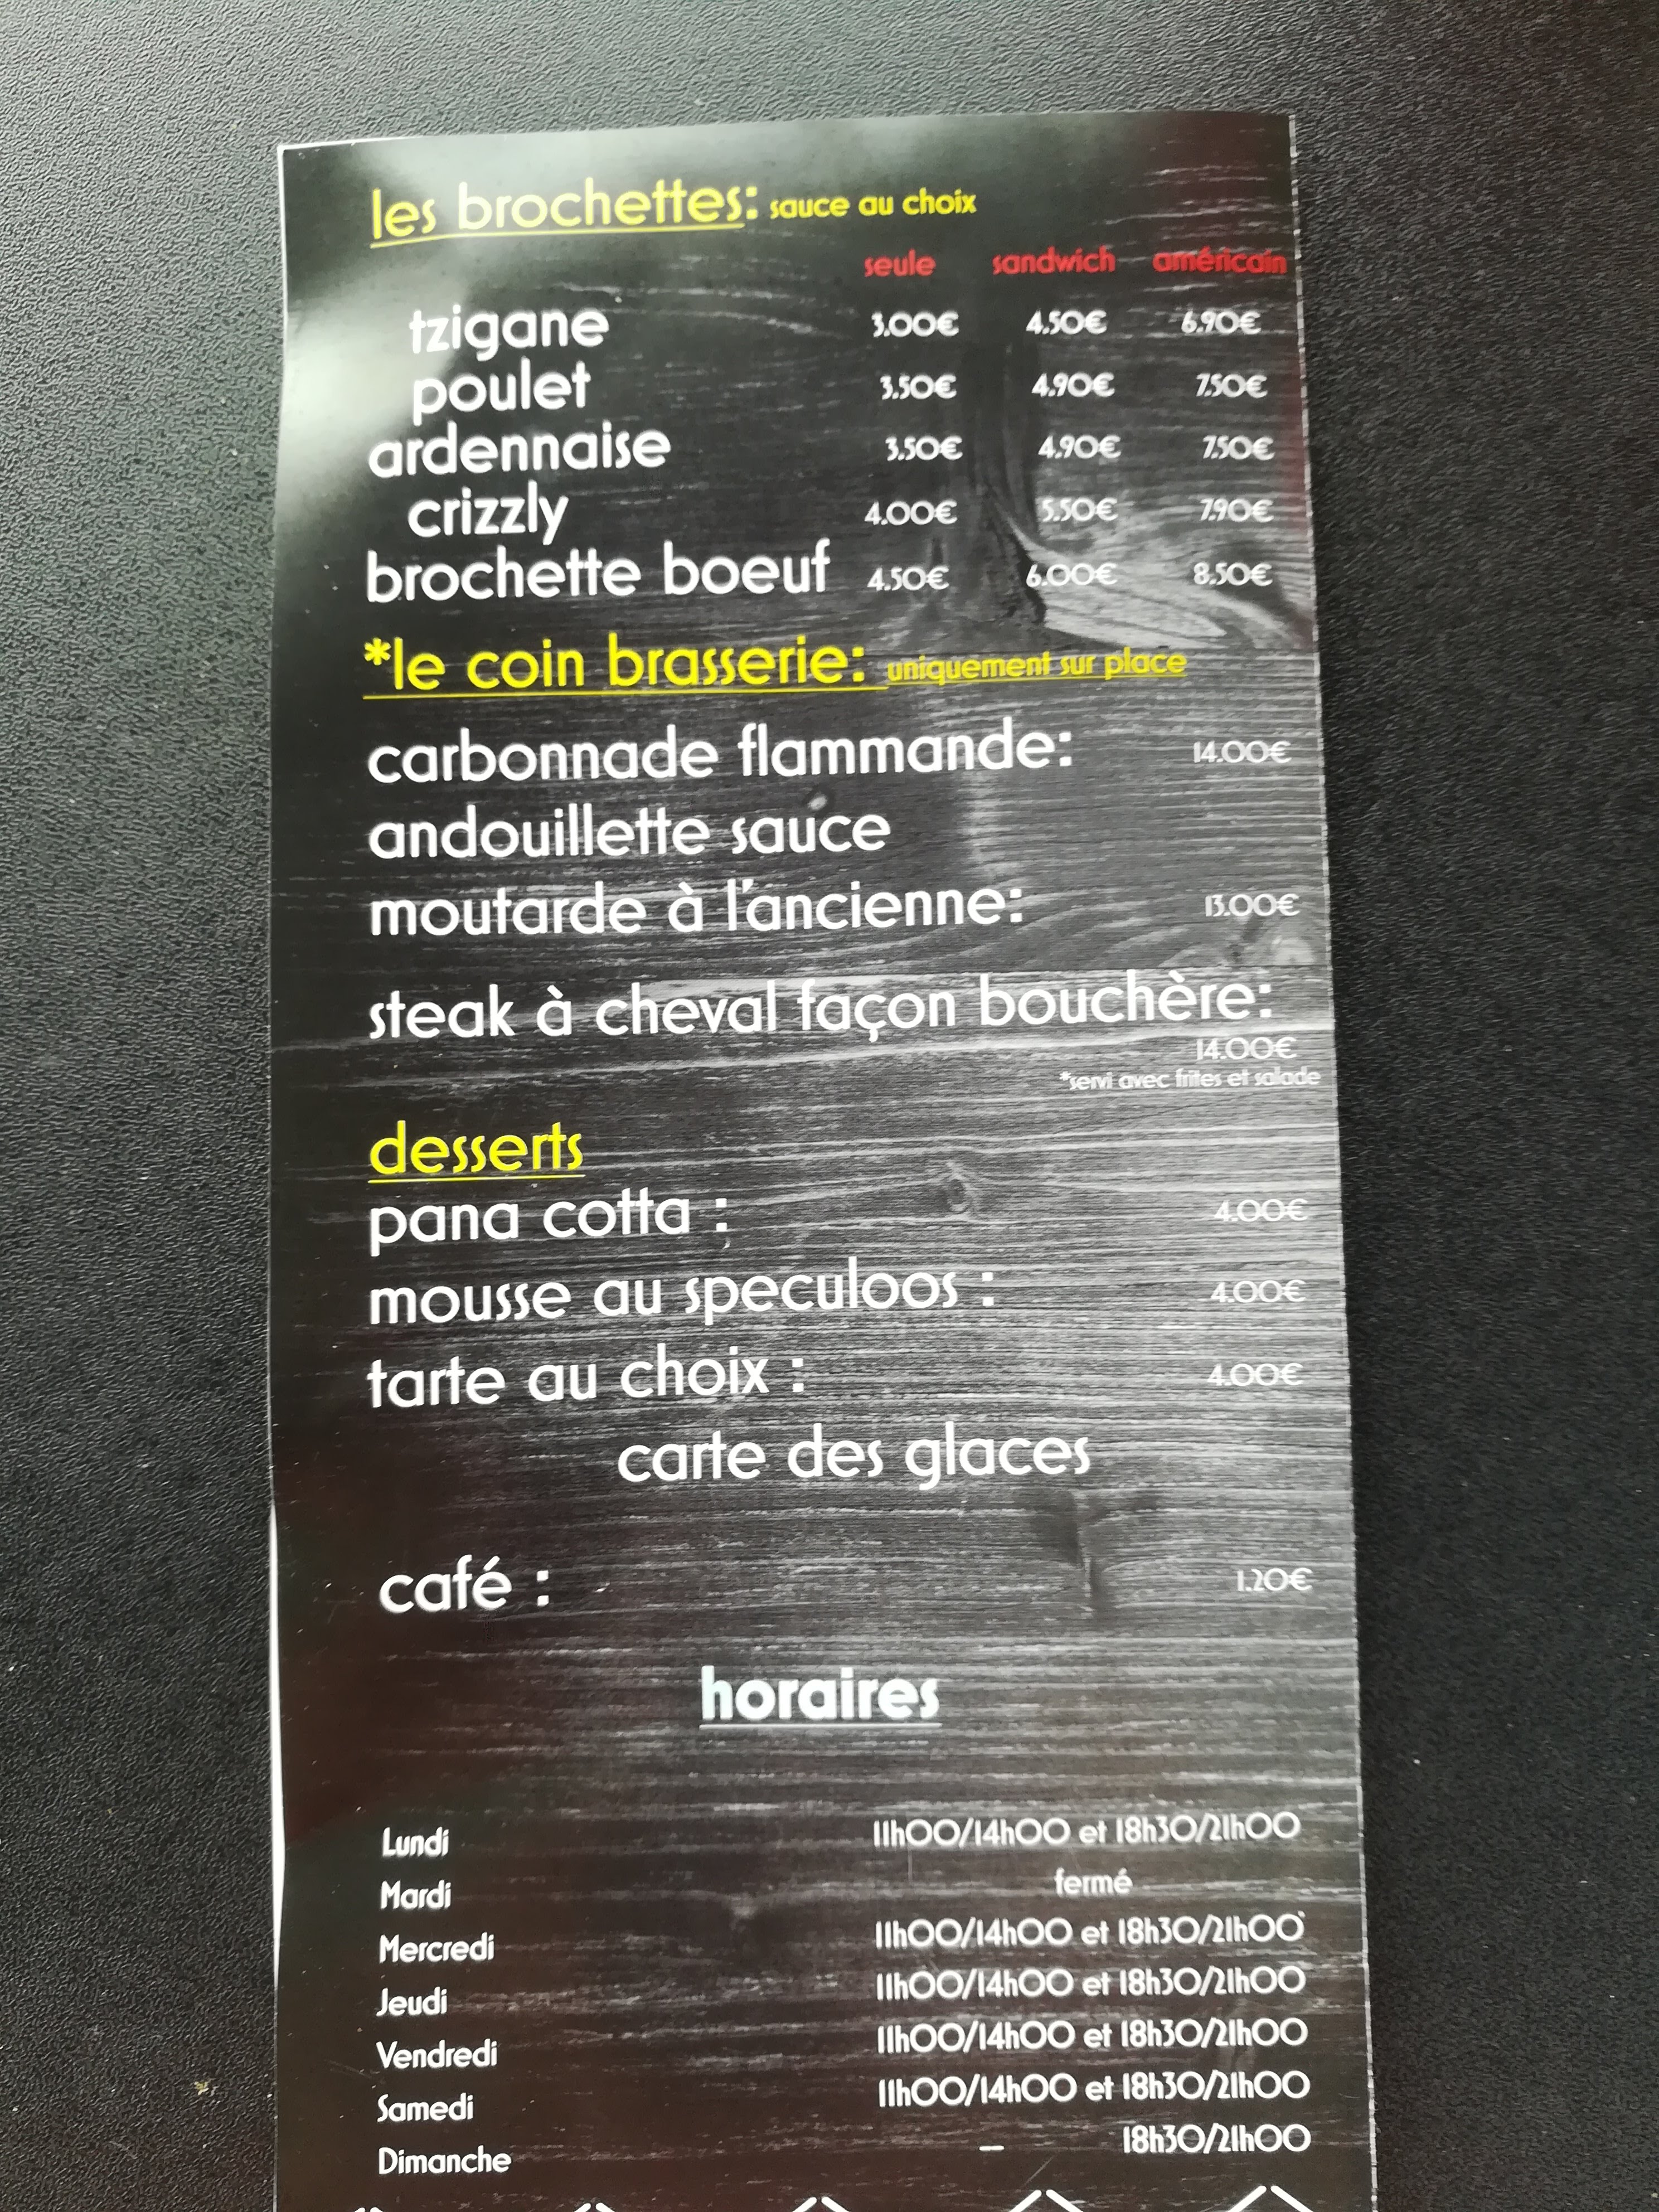 les brochettes: sauce au choix
seule sandwich américain
tzigane 3.00€ 4.50€ 6.90€
poulet 3.50€ 4.90€ 7.50€
ardennaise 3.50€ 4.90€ 7.50€
crizzly 4.00€ 5.50€ 7.90€
brochette boeuf 4.50€ 6.00€ 8.50€
*le coin brasserie: uniquement sur place
carbonnade flammande: 14.00€
andouillette sauce
moutarde à l'ancienne: 13.00€
steak à cheval façon bouchère:
14.00€
*servi avec frites et salade
desserts
pana cotta : 4.00€
mousse au speculoos : 4.00€
tarte au choix : 4.00€
carte des glaces
café : 1.20€
horaires
Lundi 11h00/14h00 et 18h30/21h00
Mardi fermé
Mercredi 11h00/14h00 et 18h30/21h00
Jeudi 11h00/14h00 et 18h30/21h00
Vendredi 11h00/14h00 et 18h30/21h00
Samedi 11h00/14h00 et 18h30/21h00
Dimanche – 18h30/21h00